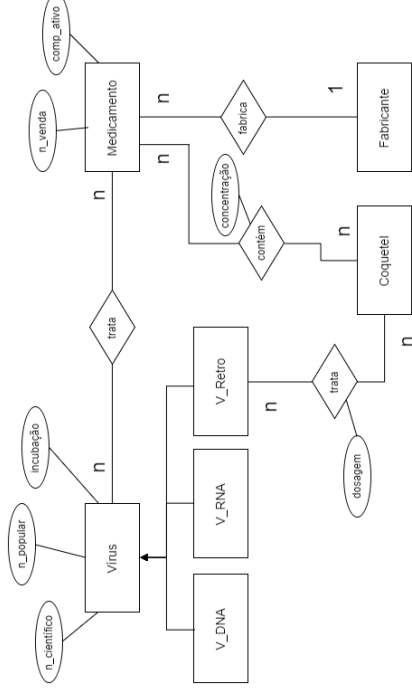 n_científico
n_popular
incubação
Vírus
n
trata
n
n_venda
comp_ativo
Medicamento
n
n
concentração
contém
fabrica
V_DNA
V_RNA
V_Retro
n
trata
dosagem
n
n
Coquetel
1
Fabricante